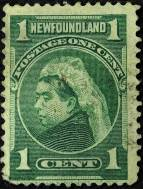 1 NEWFOUNDLAND 1
POSTAGE ONE CENT
1 CENT 1